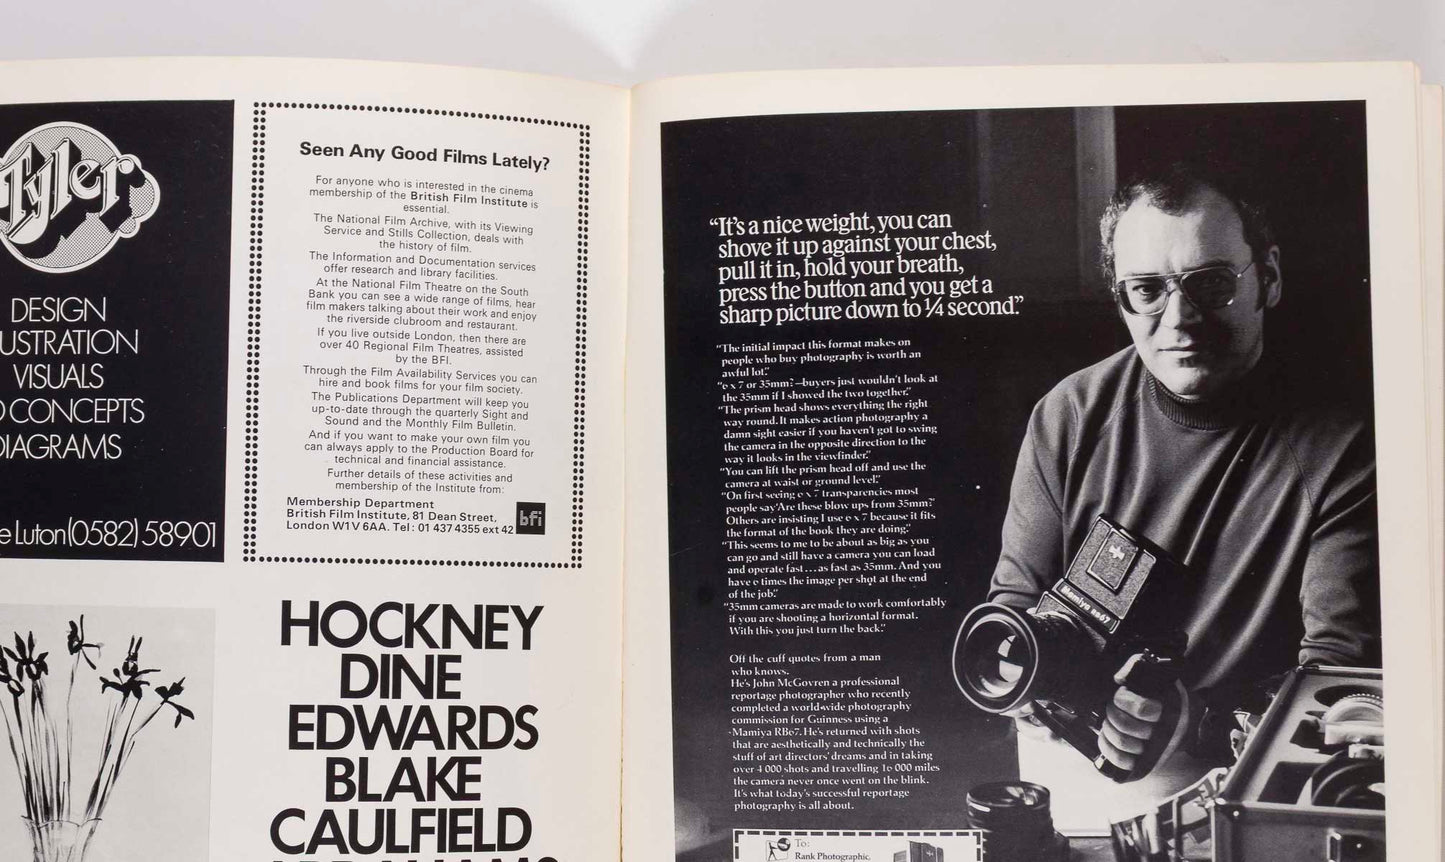 Tyler
DESIGN
USTRATION
VISUALS
CONCEPTS
DIAGRAMS
e Luton (0582) 58901
Seen Any Good Films Lately?
For anyone who is interested in the cinema
membership of the British Film Institute is
essential.
The National Film Archive, with its Viewing
Service and Stills Collection, deals with
the history of film.
The Information and Documentation services
offer research and library facilities.
At the National Film Theatre on the South
Bank you can see a wide range of films, hear
film makers talking about their work and enjoy
the riverside clubroom and restaurant.
If you live outside London, then there are
over 40 Regional Film Theatres, assisted
by the BFI.
Through the Film Availability Services you can
hire and book films for your film society.
The Publications Department will keep you
up-to-date through the quarterly Sight and
Sound and the Monthly Film Bulletin.
And if you want to make your own film you
can always apply to the Production Board for
technical and financial assistance.
Further details of these activities and
membership of the Institute from:
Membership Department
British Film Institute, 81 Dean Street,
London W1V 6AA. Tel: 01 437 4355 ext 42
bfi
HOCKNEY
DINE
EDWARDS
BLAKE
CAULFIELD
“It’s a nice weight, you can
shove it up against your chest,
pull it in, hold your breath,
press the button and you get a
sharp picture down to ¼ second.”
“The initial impact this format makes on
people who buy photography is worth an
awful lot.”
“6 x 7 or 35mm?—buyers just wouldn’t look at
the 35mm if I showed the two together.”
“The prism head shows everything the right
way round. It makes action photography a
damn sight easier if you haven’t got to swing
the camera in the opposite direction to the
way it looks in the viewfinder.”
“You can lift the prism head off and use the
camera at waist or ground level.”
“On first seeing 6 x 7 transparencies most
people say ‘Are these blow ups from 35mm?’
Others are insisting I use 6 x 7 because it fits
the format of the book they are doing.”
“This seems to me to be about as big as you
can go and still have a camera you can load
and operate fast...as fast as 35mm. And you
have 6 times the image per shot at the end
of the job.”
“35mm cameras are made to work comfortably
if you are shooting a horizontal format.
With this you just turn the back.”
Off the cuff quotes from a man
who knows.
He’s John McGovren a professional
reportage photographer who recently
completed a world-wide photography
commission for Guinness using a
Mamiya RB67. He’s returned with shots
that are aesthetically and technically the
stuff of art directors’ dreams and in taking
over 4 000 shots and travelling 16 000 miles
the camera never once went on the blink.
It’s what today’s successful reportage
photography is all about.
Mamiya RB67
To:
Rank Photographic,